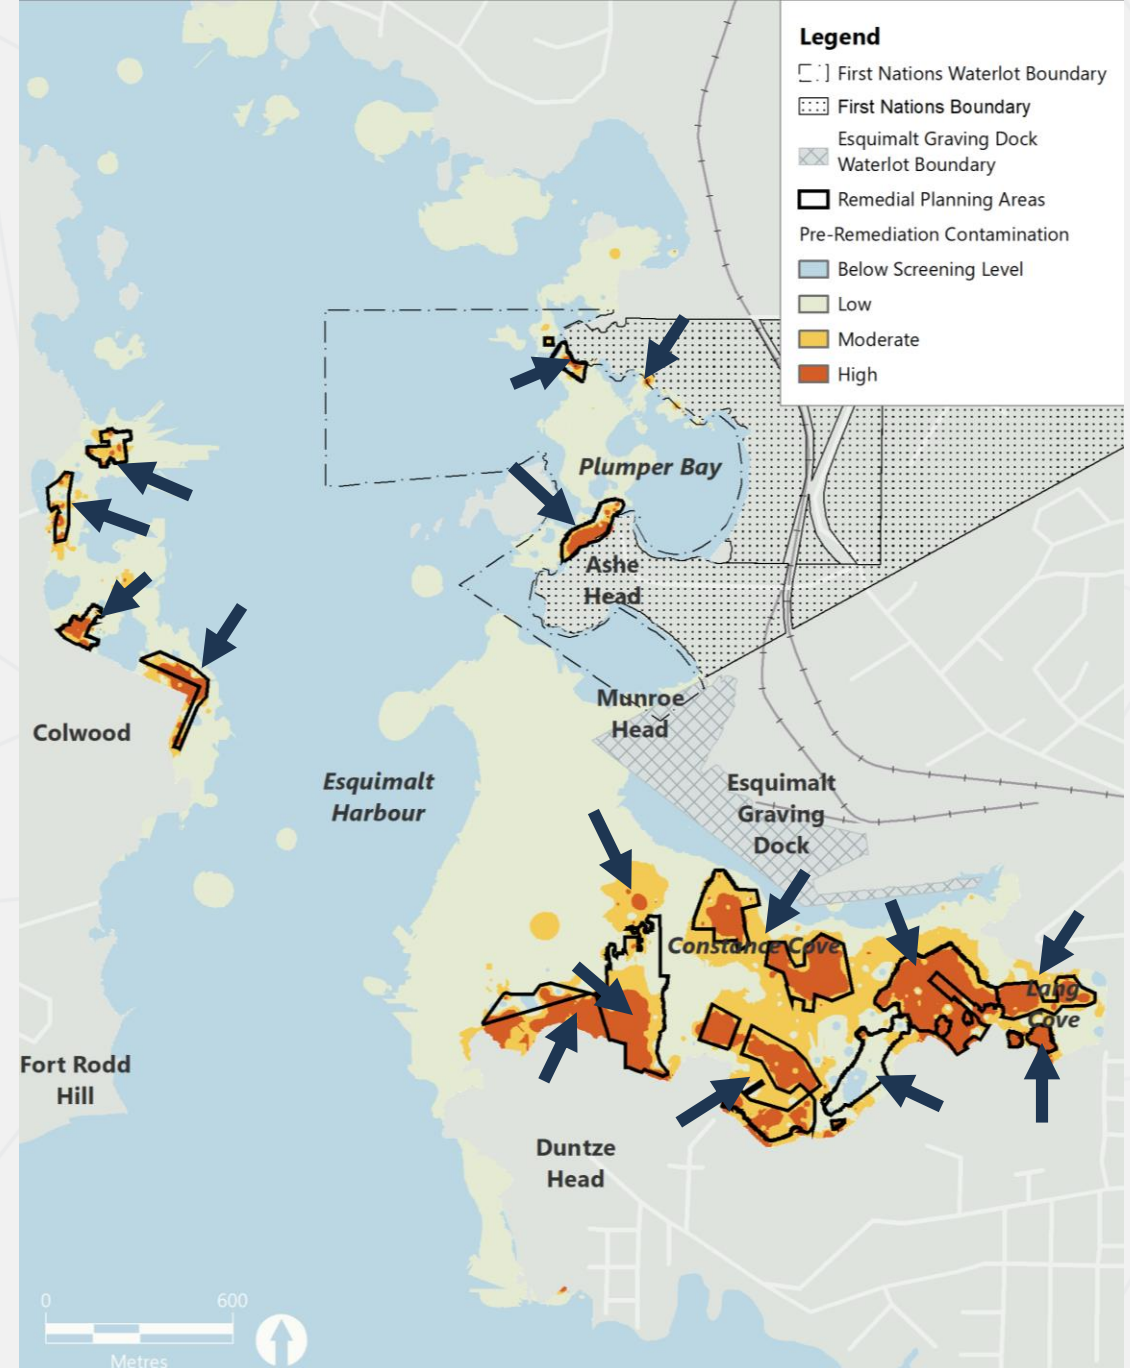 Legend
First Nations Waterlot Boundary
First Nations Boundary
Esquimalt Graving Dock
Waterlot Boundary
Remedial Planning Areas
Pre-Remediation Contamination
Below Screening Level
Low
Moderate
High
Plumper Bay
Ashe
Head
Munroe
Head
Colwood
Esquimalt
Harbour
Esquimalt
Graving
Dock
Constance Cove
Lang
Cove
Fort Rodd
Hill
Duntze
Head
0 600
Metres